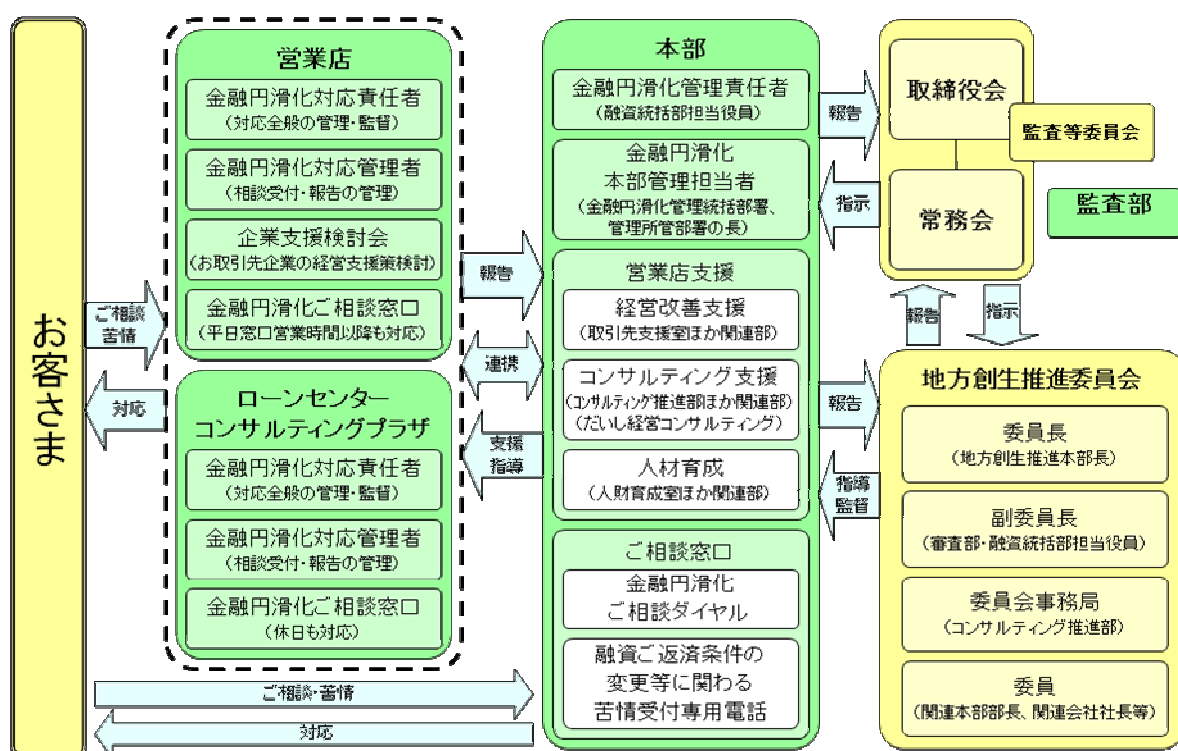 お客さま
ご相談
苦情
対応
営業店
金融円滑化対応責任者
(対応全般の管理・監督)
金融円滑化対応管理者
(相談受付・報告の管理)
企業支援検討会
(お取引先企業の経営支援策検討)
金融円滑化ご相談窓口
(平日窓口営業時間以降も対応)
ローンセンター
コンサルティングプラザ
金融円滑化対応責任者
(対応全般の管理・監督)
金融円滑化対応管理者
(相談受付・報告の管理)
金融円滑化ご相談窓口
(休日も対応)
ご相談・苦情
対応
報告
連携
支援
指導
本部
金融円滑化管理責任者
(融資統括部担当役員)
金融円滑化
本部管理担当者
(金融円滑化管理統括部署、
管理所管部署の長)
営業店支援
経営改善支援
(取引先支援室ほか関連部)
コンサルティング支援
(コンサルティング推進部ほか関連部)
(だいし経営コンサルティング)
人材育成
(人財育成室ほか関連部)
ご相談窓口
金融円滑化
ご相談ダイヤル
融資ご返済条件の
変更等に関わる
苦情受付専用電話
報告
指示
報告
指導
監督
取締役会
監査等委員会
常務会
監査部
報告
指示
地方創生推進委員会
委員長
(地方創生推進本部長)
副委員長
(審査部・融資統括部担当役員)
委員会事務局
(コンサルティング推進部)
委員
(関連本部部長、関連会社社長等)